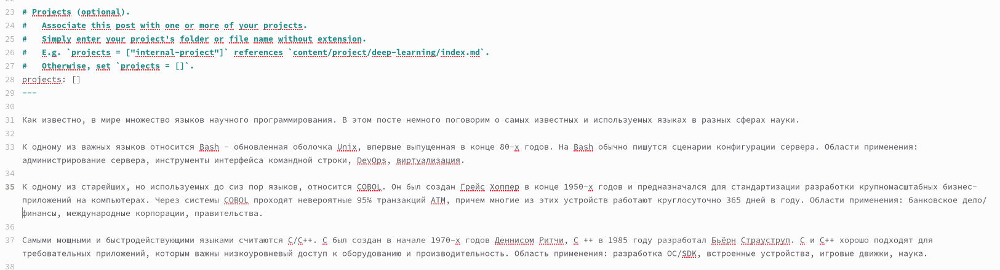 22
23 # Projects (optional).
24 #   Associate this post with one or more of your projects.
25 #   Simply enter your project's folder or file name without extension.
26 #   E.g. `projects = ["internal-project"]` references `content/project/deep-learning/index.md`.
27 #   Otherwise, set `projects = []`.
28 projects: []
29 ---
30
31 Как известно, в мире множество языков научного программирования. В этом посте немного поговорим о самых известных и используемых языках в разных сферах науки.
32
33 К одному из важных языков относится Bash - обновленная оболочка Unix, впервые выпущенная в конце 80-х годов. На Bash обычно пишутся сценарии конфигурации сервера. Области применения:
администрирование сервера, инструменты интерфейса командной строки, DevOps, виртуализация.
34
35 К одному из старейших, но используемых до сиз пор языков, относится COBOL. Он был создан Грейс Хоппер в конце 1950-х годов и предназначался для стандартизации разработки крупномасштабных бизнес-
приложений на компьютерах. Через системы COBOL проходят невероятные 95% транзакций ATM, причем многие из этих устройств работают круглосуточно 365 дней в году. Области применения: банковское дело/
финансы, международные корпорации, правительства.
36
37 Самыми мощными и быстродействующими языками считаются C/C++. C был создан в начале 1970-х годов Деннисом Ритчи, C ++ в 1985 году разработал Бьёрн Страуструп. C и C++ хорошо подходят для
требовательных приложений, которым важны низкоуровневый доступ к оборудованию и производительность. Область применения: разработка ОС/SDK, встроенные устройства, игровые движки, наука.
38